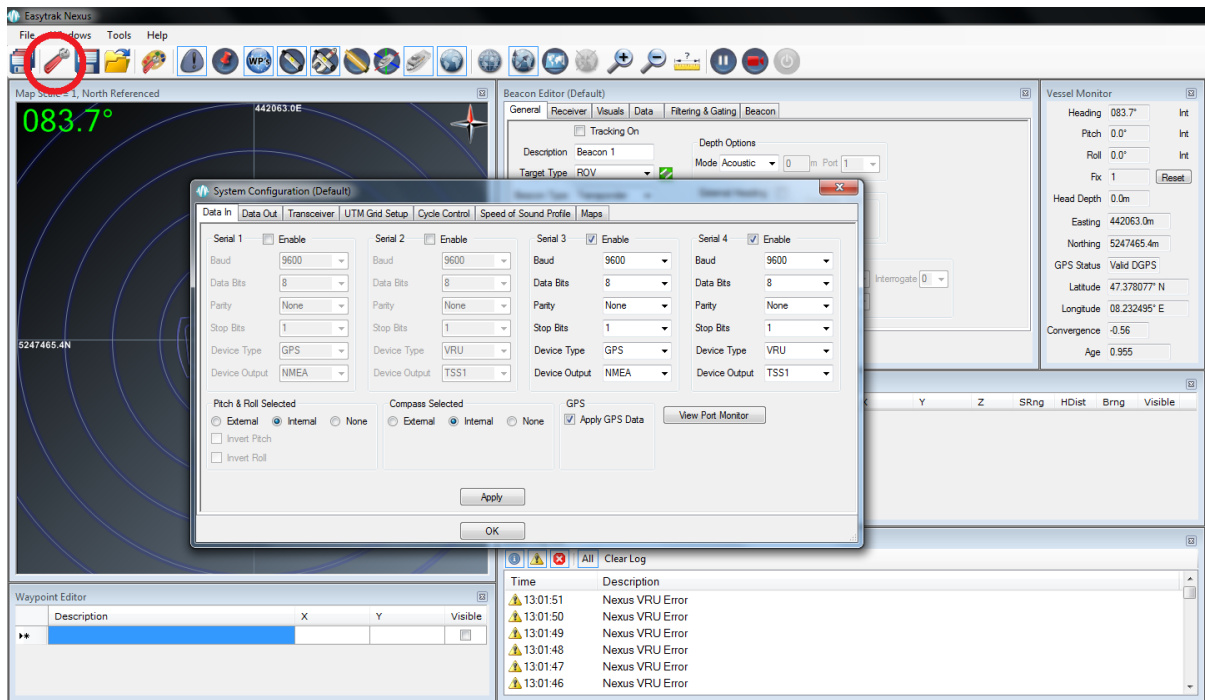 Easytrak Nexus
File Windows Tools Help
WP's
Map Scale = 1, North Referenced
083.7°
442063.0E
5247465.4N
Beacon Editor (Default)
General Receiver Visuals Data Filtering & Gating Beacon
Tracking On
Description Beacon 1
Target Type ROV
Depth Options
Mode Acoustic 0 m Port 1
Interrogate 0
Vessel Monitor
Heading 083.7° Int
Pitch 0.0° Int
Roll 0.0° Int
Fix 1 Reset
Head Depth 0.0m
Easting 442063.0m
Northing 5247465.4m
GPS Status Valid DGPS
Latitude 47.378077° N
Longitude 08.232495° E
Convergence -0.56
Age 0.955
System Configuration (Default)
Data In Data Out Transceiver UTM Grid Setup Cycle Control Speed of Sound Profile Maps
Serial 1 Enable Serial 2 Enable Serial 3 Enable Serial 4 Enable
Baud 9600 Baud 9600 Baud 9600 Baud 9600
Data Bits 8 Data Bits 8 Data Bits 8 Data Bits 8
Parity None Parity None Parity None Parity None
Stop Bits 1 Stop Bits 1 Stop Bits 1 Stop Bits 1
Device Type GPS Device Type VRU Device Type GPS Device Type VRU
Device Output NMEA Device Output TSS1 Device Output NMEA Device Output TSS1
Pitch & Roll Selected
External Internal None
Invert Pitch
Invert Roll
Compass Selected
External Internal None
GPS
Apply GPS Data
View Port Monitor
Apply
OK
Y Z SRng HDist Brng Visible
All Clear Log
Time Description
13:01:51 Nexus VRU Error
13:01:50 Nexus VRU Error
13:01:49 Nexus VRU Error
13:01:48 Nexus VRU Error
13:01:47 Nexus VRU Error
13:01:46 Nexus VRU Error
Waypoint Editor
Description X Y Visible